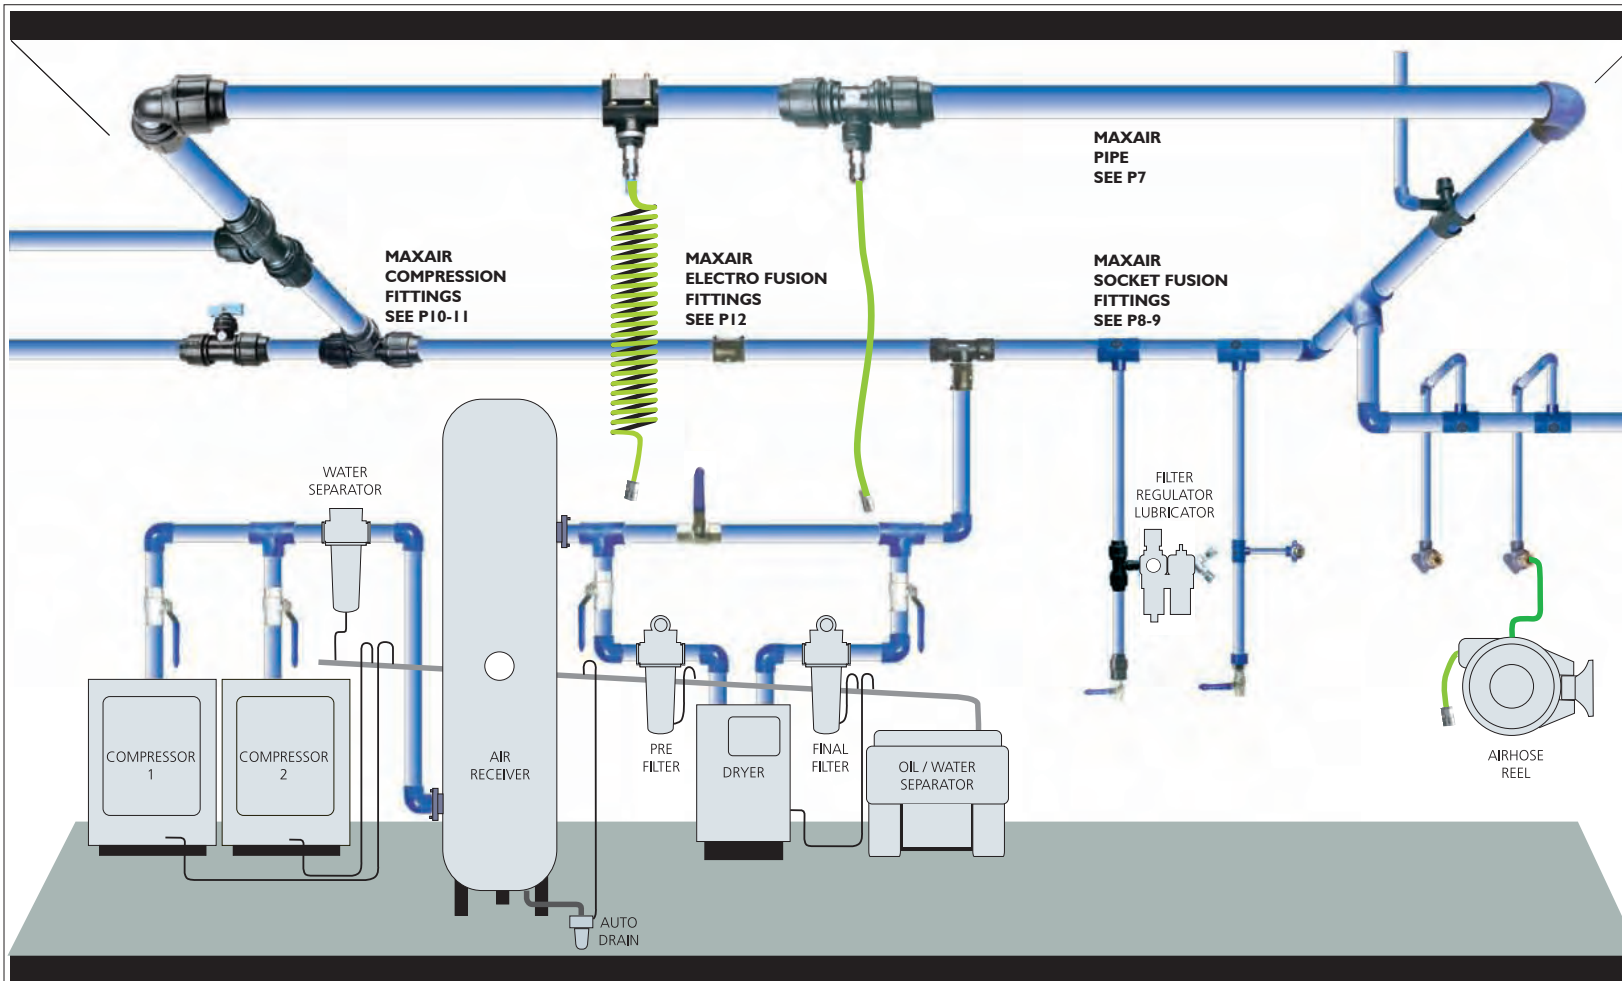 MAXAIR
PIPE
SEE P7
MAXAIR
COMPRESSION
FITTINGS
SEE P10-11
MAXAIR
ELECTRO FUSION
FITTINGS
SEE P12
MAXAIR
SOCKET FUSION
FITTINGS
SEE P8-9
WATER
SEPARATOR
FILTER
REGULATOR
LUBRICATOR
COMPRESSOR
1
COMPRESSOR
2
AIR
RECEIVER
PRE
FILTER
DRYER
FINAL
FILTER
OIL / WATER
SEPARATOR
AIRHOSE
REEL
AUTO
DRAIN